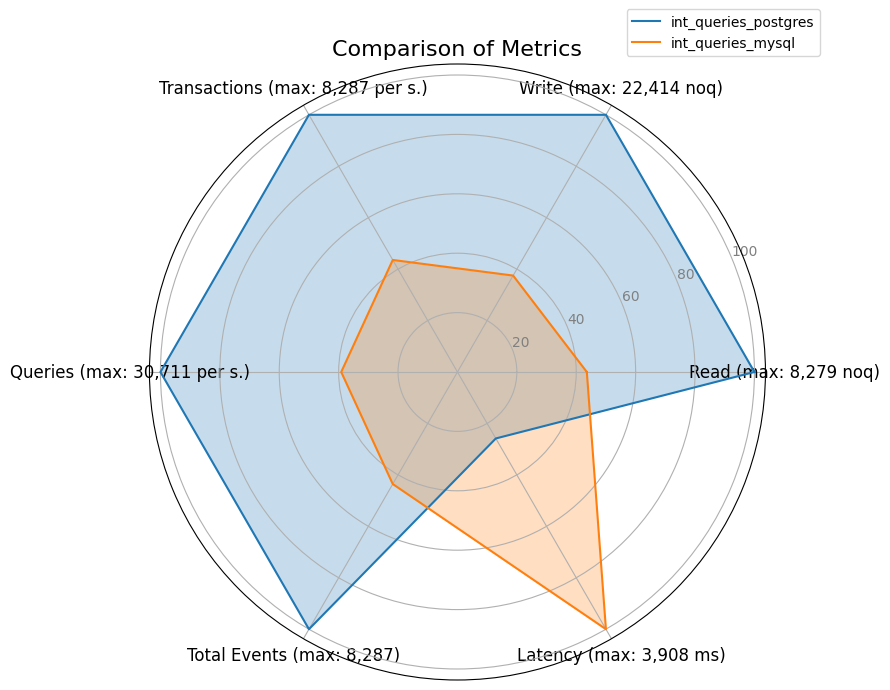 int_queries_postgres
int_queries_mysql
Comparison of Metrics
Transactions (max: 8,287 per s.)
Write (max: 22,414 noq)
100
80
60
40
20
Queries (max: 30,711 per s.)
Read (max: 8,279 noq)
Total Events (max: 8,287)
Latency (max: 3,908 ms)